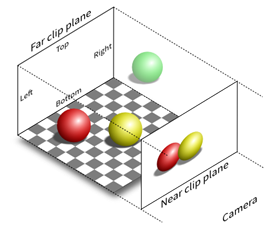 Far clip plane
Top
Right
Left
Bottom
Near clip plane
Camera